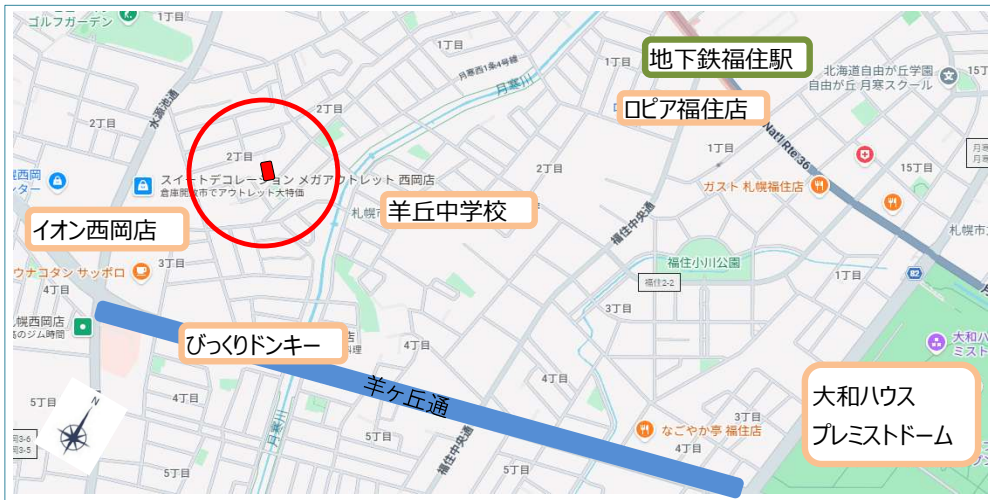 ゴルフガーデン
1丁目
1丁目
1丁目
地下鉄福住駅
北海道自由が丘学園
自由が丘 月寒スクール
15丁
水源池通
月寒西1条4号線
月寒川
ロピア福住店
2丁目
2丁目
Nat'l Rte 36
1丁目
15丁目
2丁目
スイートデコレーション メガアウトレット 西岡店
倉庫開放市でアウトレット大特価
2丁目
ガスト 札幌福住店
羊丘中学校
福住中央通
イオン西岡店
3丁目
福住小川公園
1丁目
82
ウナコタン サッポロ
4丁目
福住2-2
3丁目
幌西岡店
びっくりドンキー
4丁目
羊ヶ丘通
4丁目
大和ハウス
プレミストドーム
N
5丁目
4丁目
月寒川
5丁目
福住中央通
なごやか亭 福住店
3丁目
4丁目
5丁目
5丁目